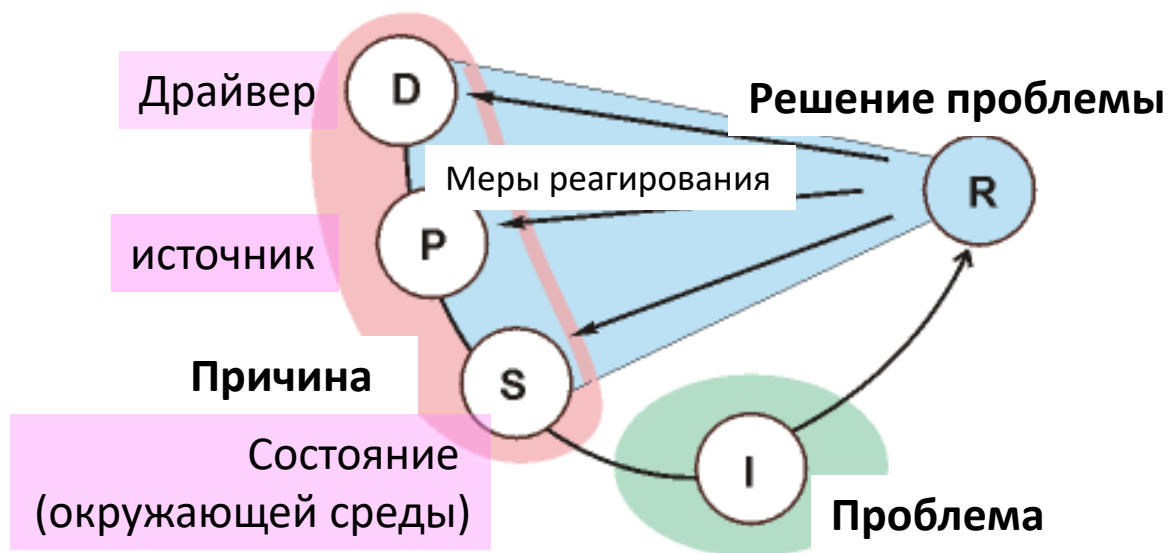 Драйвер
D
Решение проблемы
Меры реагирования
R
источник
P
Причина
S
Состояние
(окружающей среды)
I
Проблема